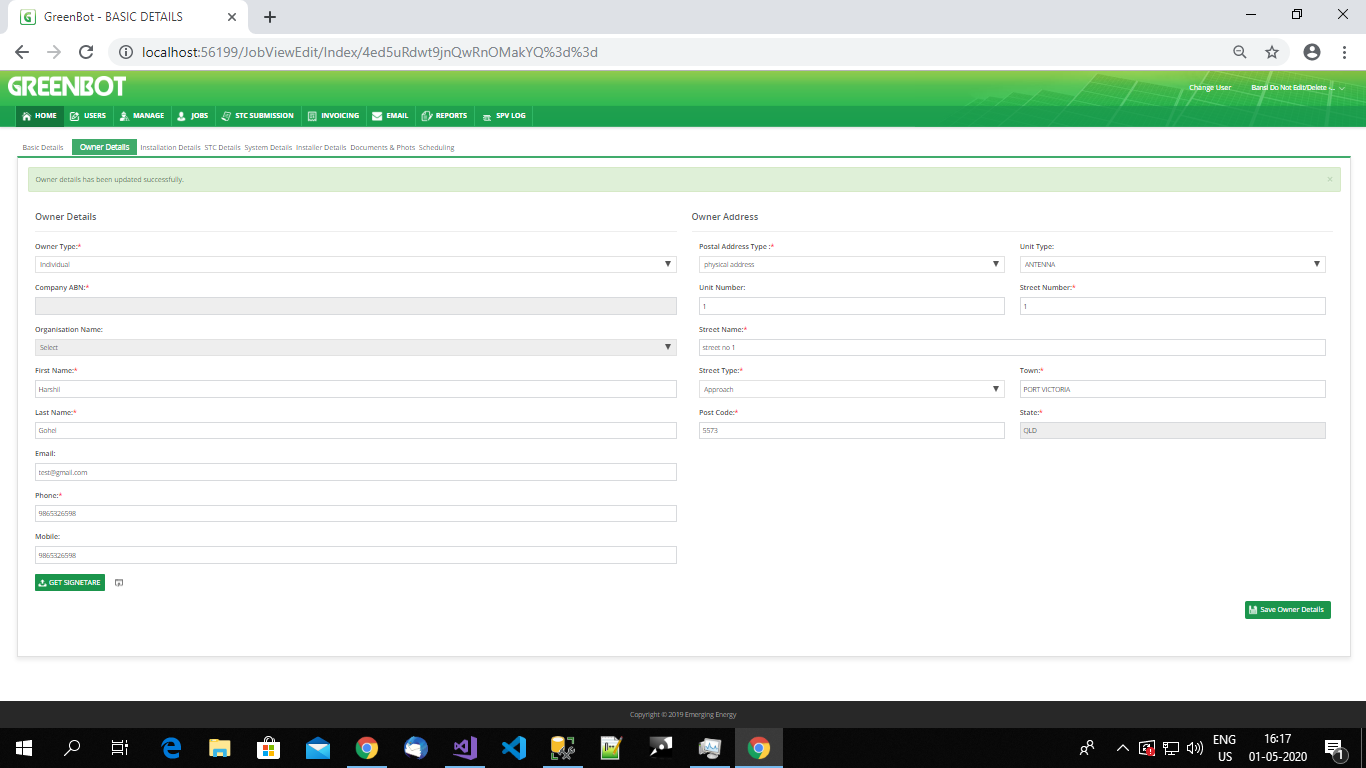 GreenBot - BASIC DETAILS
localhost:56199/JobViewEdit/Index/4ed5uRdwt9jnQwRnOMakYQ%3d%3d
GREENBOT
Change User
Bansi Do Not Edit/Delete -...
HOME USERS MANAGE JOBS STC SUBMISSION INVOICING EMAIL REPORTS SPV LOG
Basic Details Owner Details Installation Details STC Details System Details Installer Details Documents & Phots Scheduling
Owner details has been updated successfully.
×
Owner Details
Owner Type:*
Individual
Company ABN:*
Organisation Name:
Select
First Name:*
Harshil
Last Name:*
Gohel
Email:
test@gmail.com
Phone:*
9865326598
Mobile:
9865326598
GET SIGNETARE
Owner Address
Postal Address Type :*
physical address
Unit Type:
ANTENNA
Unit Number:
1
Street Number:*
1
Street Name:*
street no 1
Street Type:*
Approach
Town:*
PORT VICTORIA
Post Code:*
5573
State:*
QLD
Save Owner Details
Copyright © 2019 Emerging Energy
ENG
US
16:17
01-05-2020
1